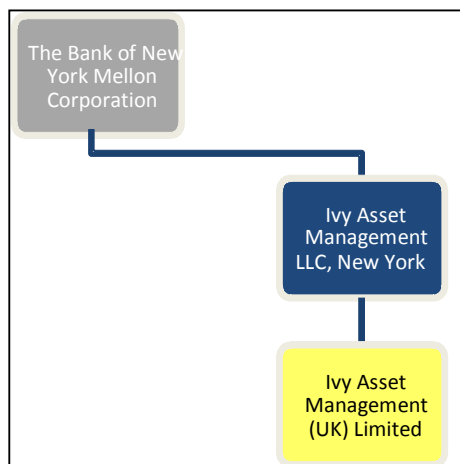 The Bank of New
York Mellon
Corporation
Ivy Asset
Management
LLC, New York
Ivy Asset
Management
(UK) Limited